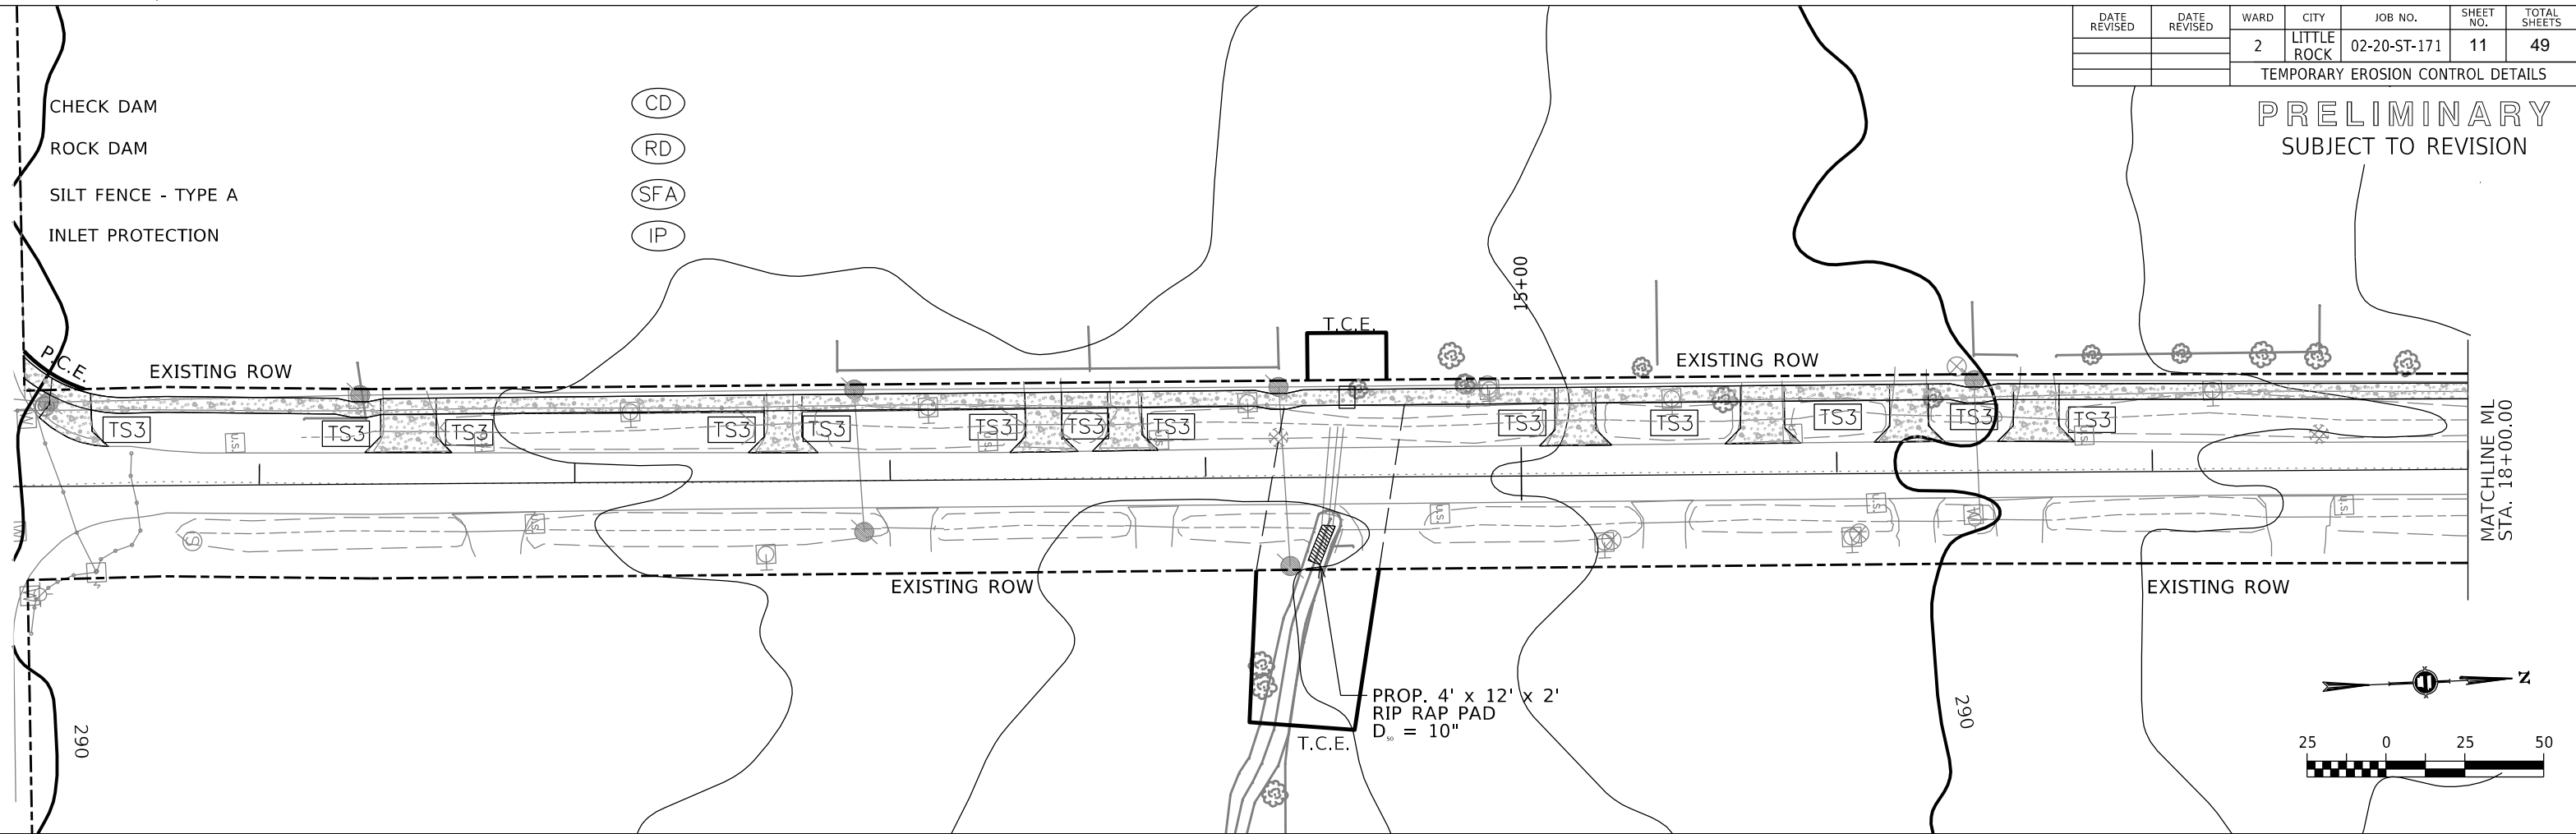 DATE REVISED
DATE REVISED
WARD
CITY
JOB NO.
SHEET NO.
TOTAL SHEETS
2
LITTLE ROCK
02-20-ST-171
11
49
TEMPORARY EROSION CONTROL DETAILS
PRELIMINARY
SUBJECT TO REVISION
CHECK DAM
CD
ROCK DAM
RD
SILT FENCE - TYPE A
SFA
INLET PROTECTION
IP
15+00
T.C.E.
P.C.E.
EXISTING ROW
EXISTING ROW
TS3
TS3
TS3
TS3
TS3
TS3
TS3
TS3
TS3
TS3
TS3
TS3
TS3
MATCHLINE ML
STA. 18+00.00
EXISTING ROW
EXISTING ROW
PROP. 4' x 12' x 2'
RIP RAP PAD
D₅₀ = 10"
T.C.E.
290
290
N
25 0 25 50